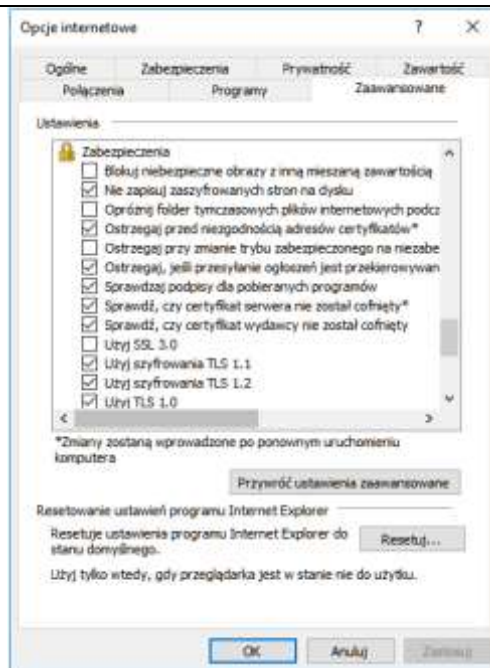 Opcje internetowe ? ×
Ogólne Zabezpieczenia Prywatność Zawartość
Połączenia Programy Zaawansowane
Ustawienia
Zabezpieczenia
Blokuj niebezpieczne obrazy z inną mieszaną zawartością
Nie zapisuj zaszyfrowanych stron na dysku
Opróżnij folder tymczasowych plików internetowych podcz
Ostrzegaj przed niezgodnością adresów certyfikatów*
Ostrzegaj przy zmianie trybu zabezpieczonego na niezabe
Ostrzegaj, jeśli przesyłanie ogłoszeń jest przekierowywan
Sprawdzaj podpisy dla pobieranych programów
Sprawdź, czy certyfikat serwera nie został cofnięty*
Sprawdź, czy certyfikat wydawcy nie został cofnięty
Użyj SSL 3.0
Użyj szyfrowania TLS 1.1
Użyj szyfrowania TLS 1.2
Użyj TLS 1.0
*Zmiany zostaną wprowadzone po ponownym uruchomieniu
komputera
Przywróć ustawienia zaawansowane
Resetowanie ustawień programu Internet Explorer
Resetuje ustawienia programu Internet Explorer do
stanu domyślnego.
Resetuj...
Użyj tylko wtedy, gdy przeglądarka jest w stanie nie do użytku.
OK Anuluj Zastosuj